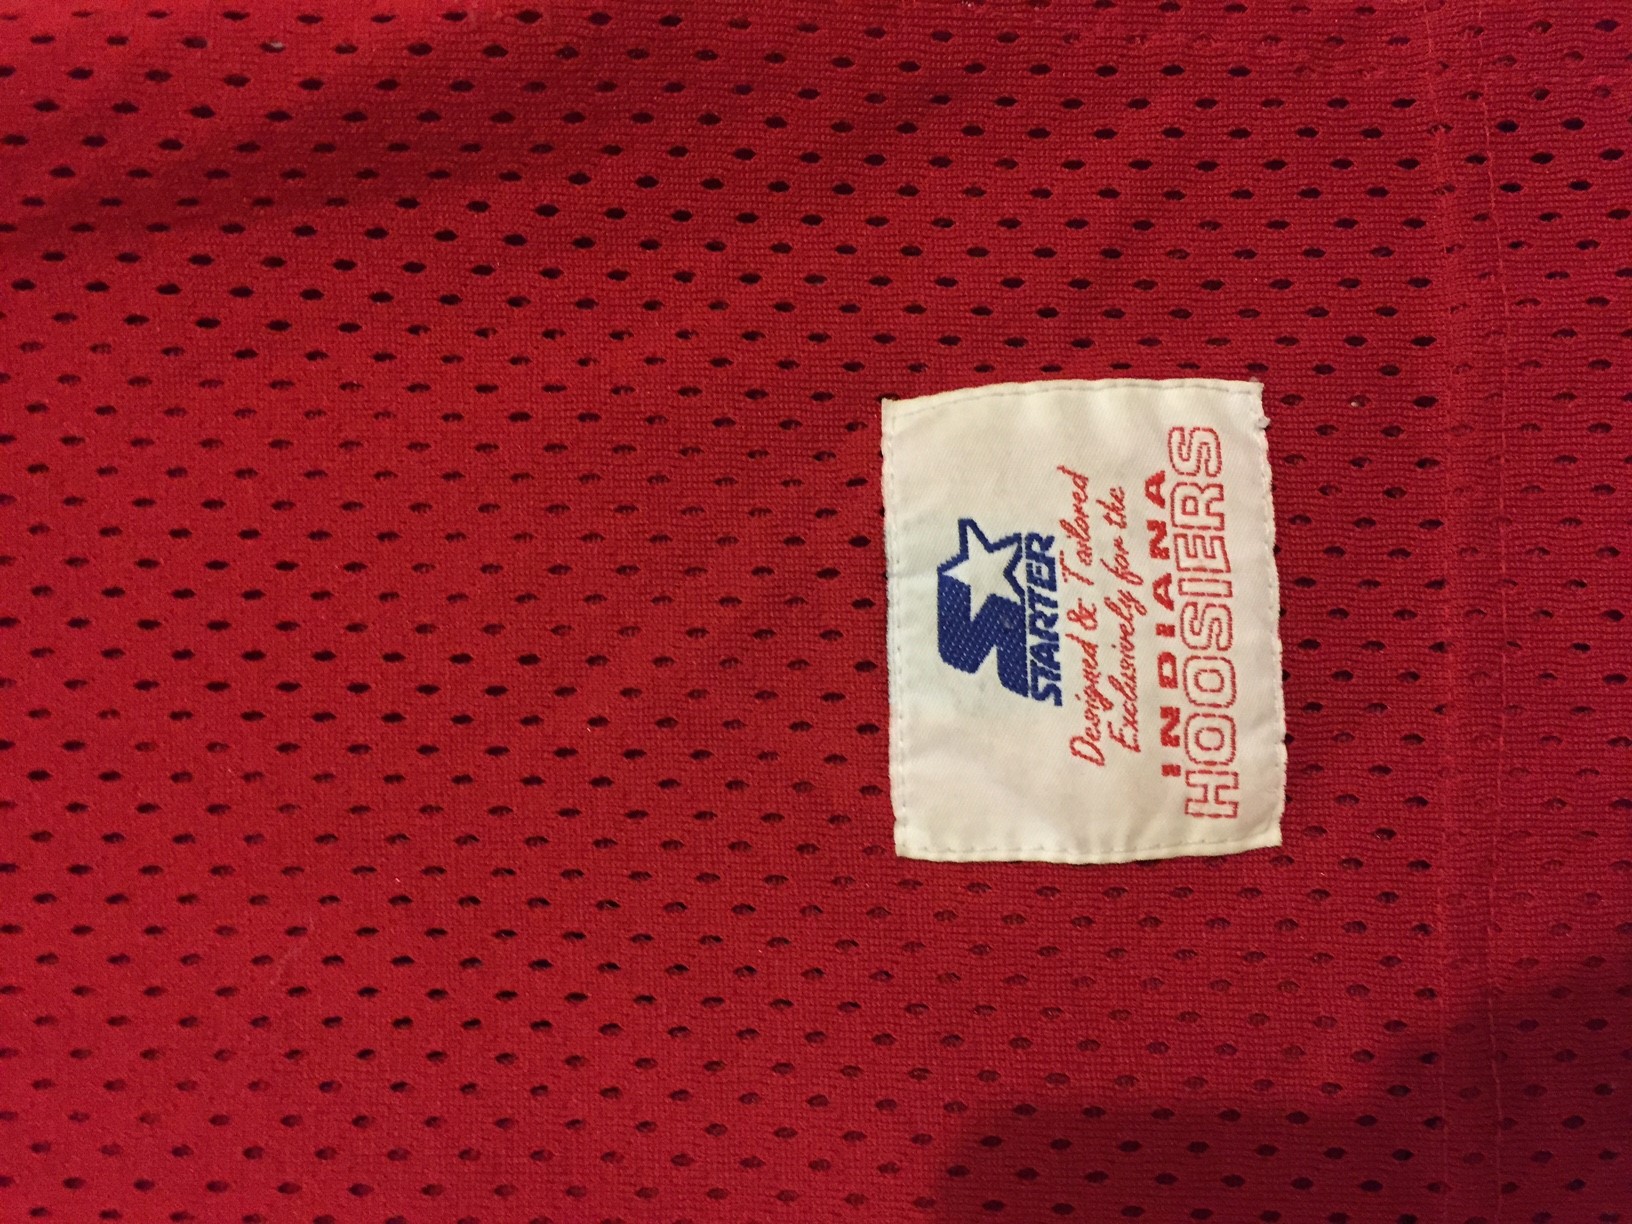 STARTER
Designed & Tailored
Exclusively for the
INDIANA
HOOSIERS